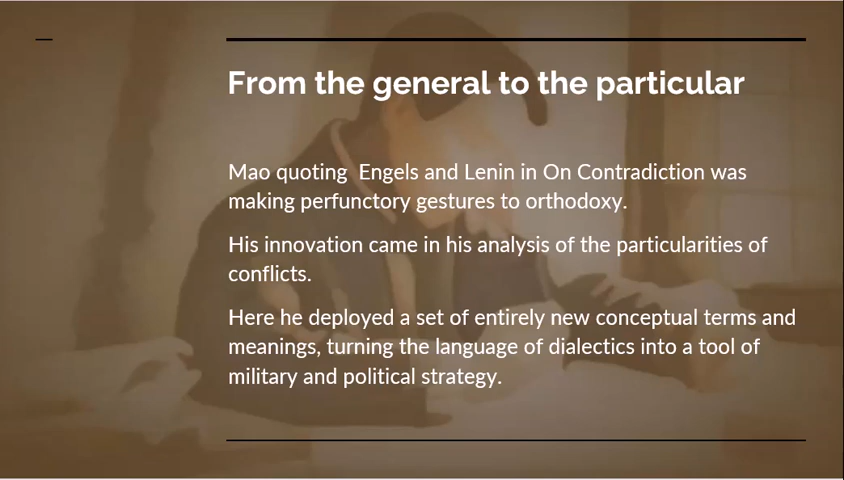 From the general to the particular
Mao quoting  Engels and Lenin in On Contradiction was
making perfunctory gestures to orthodoxy.
His innovation came in his analysis of the particularities of
conflicts.
Here he deployed a set of entirely new conceptual terms and
meanings, turning the language of dialectics into a tool of
military and political strategy.